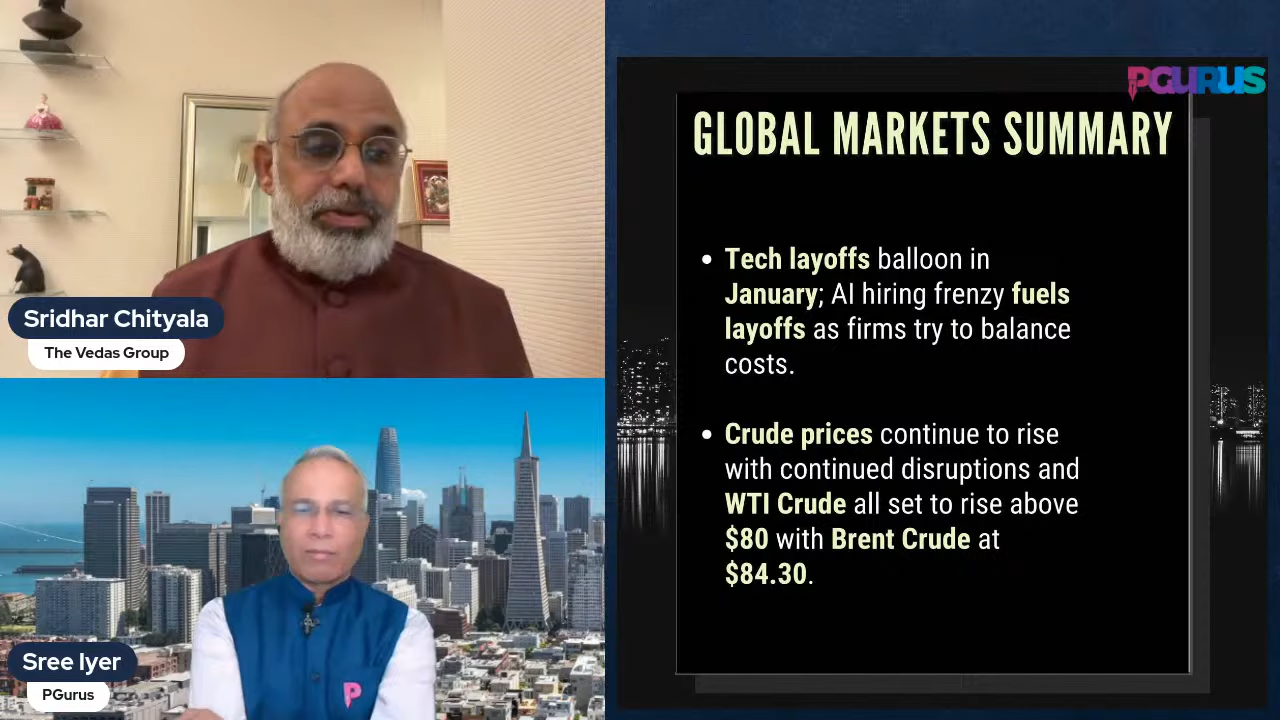 Sridhar Chityala
The Vedas Group
Sree Iyer
PGurus
P
PGURUS
GLOBAL MARKETS SUMMARY
• Tech layoffs balloon in
January; AI hiring frenzy fuels
layoffs as firms try to balance
costs.
• Crude prices continue to rise
with continued disruptions and
WTI Crude all set to rise above
$80 with Brent Crude at
$84.30.